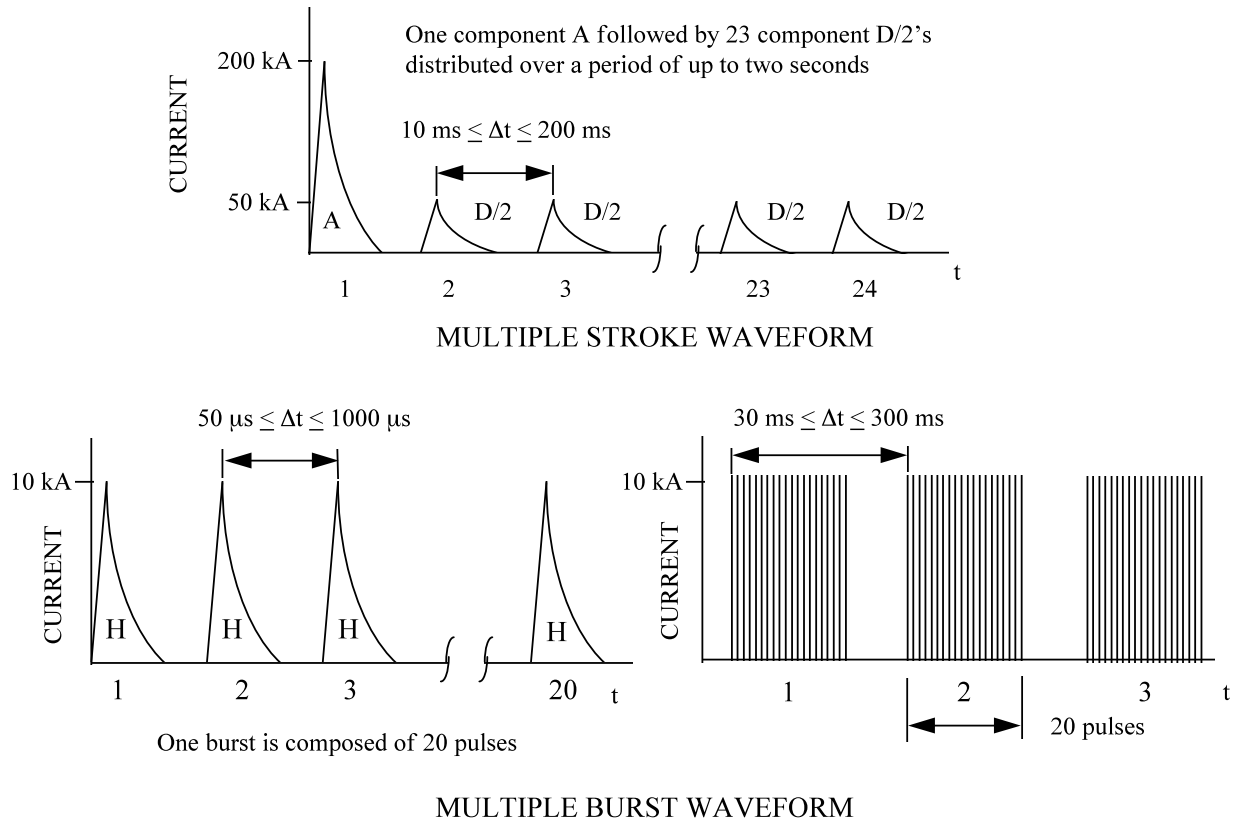 One component A followed by 23 component D/2's
distributed over a period of up to two seconds
200 kA
CURRENT
10 ms ≤ Δt ≤ 200 ms
50 kA
A
D/2
D/2
D/2
D/2
t
1
2
3
23
24
MULTIPLE STROKE WAVEFORM
50 μs ≤ Δt ≤ 1000 μs
10 kA
CURRENT
H
H
H
H
1
2
3
20
t
One burst is composed of 20 pulses
30 ms ≤ Δt ≤ 300 ms
10 kA
CURRENT
1
2
3
t
20 pulses
MULTIPLE BURST WAVEFORM